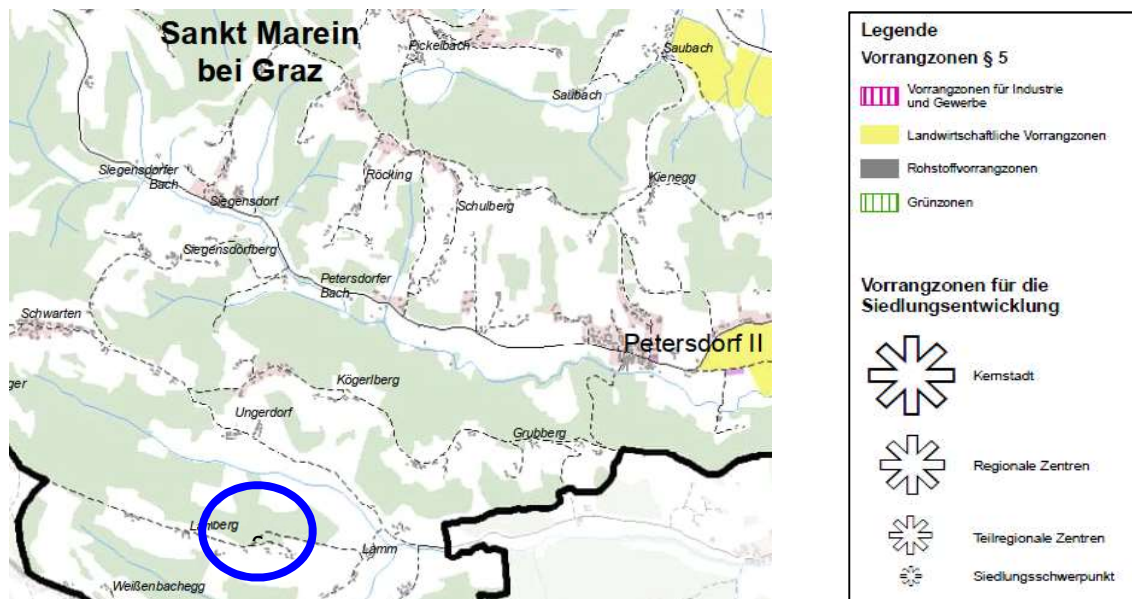 Sankt Marein
bei Graz
Pickelbach
Saubach
Saubach
Siegensdorfer
Bach
Röcking
Kienegg
Siegensdorf
Schulberg
Siegensdorfberg
Petersdorfer
Bach
Schwarten
Petersdorf II
Kögerlberg
Ungerdorf
Grubberg
Lamberg
Lamm
Weißenbachegg
Legende
Vorrangzonen § 5
Vorrangzonen für Industrie
und Gewerbe
Landwirtschaftliche Vorrangzonen
Rohstoffvorrangzonen
Grünzonen
Vorrangzonen für die
Siedlungsentwicklung
Kernstadt
Regionale Zentren
Teilregionale Zentren
Siedlungsschwerpunkt